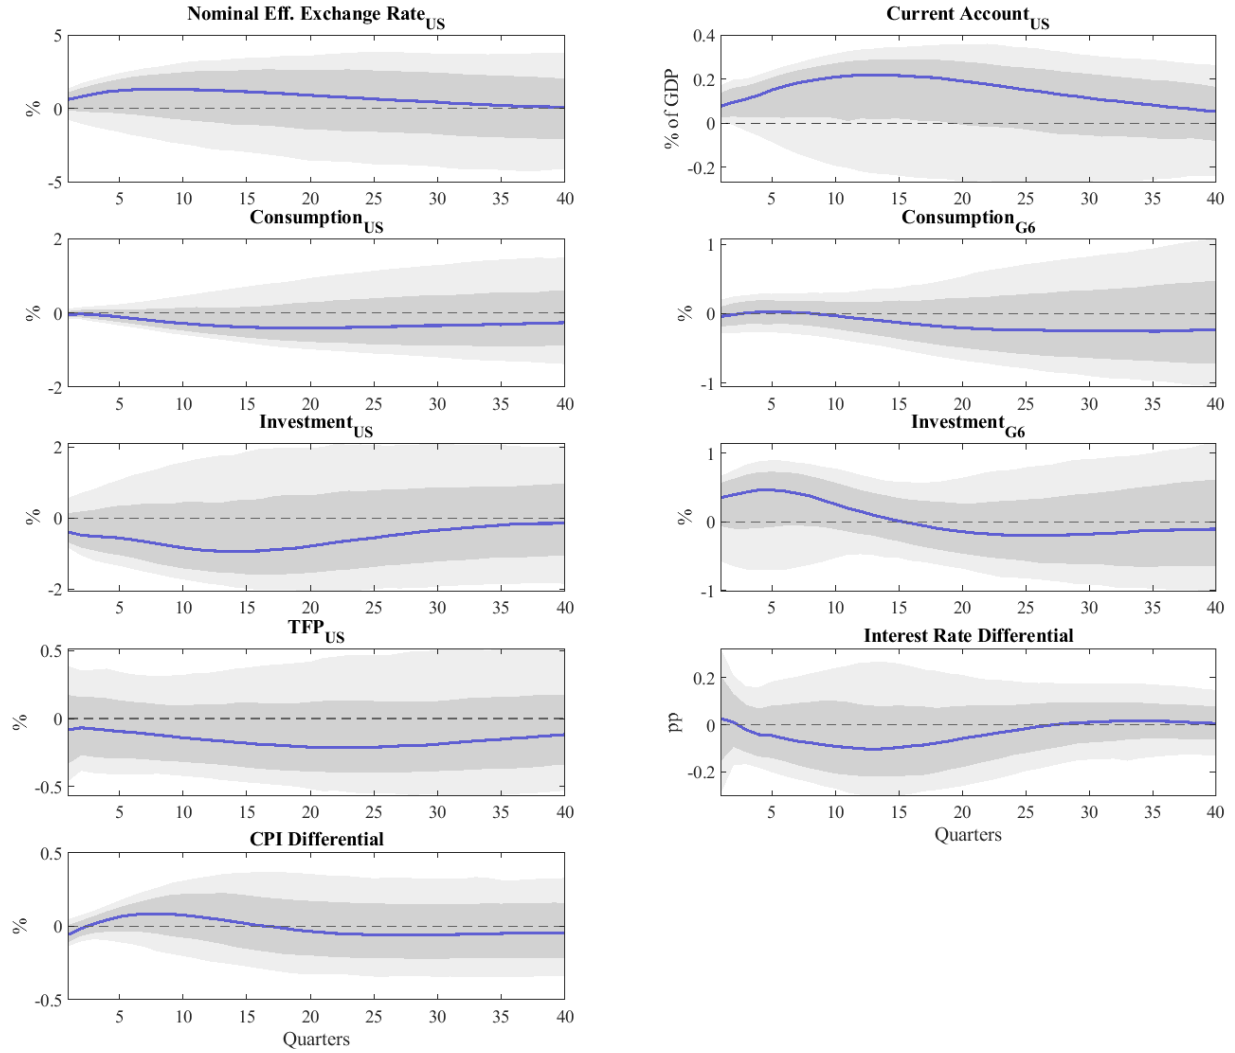 Nominal Eff. Exchange Rate_US
5
0
-5
%
5 10 15 20 25 30 35 40
Current Account_US
0.4
0.2
0
-0.2
% of GDP
5 10 15 20 25 30 35 40
Consumption_US
2
0
-2
%
5 10 15 20 25 30 35 40
Consumption_G6
1
0
-1
%
5 10 15 20 25 30 35 40
Investment_US
2
0
-2
%
5 10 15 20 25 30 35 40
Investment_G6
1
0
-1
%
5 10 15 20 25 30 35 40
TFP_US
0.5
0
-0.5
%
5 10 15 20 25 30 35 40
Interest Rate Differential
0.2
0
-0.2
pp
5 10 15 20 25 30 35 40
Quarters
CPI Differential
0.5
0
-0.5
%
5 10 15 20 25 30 35 40
Quarters